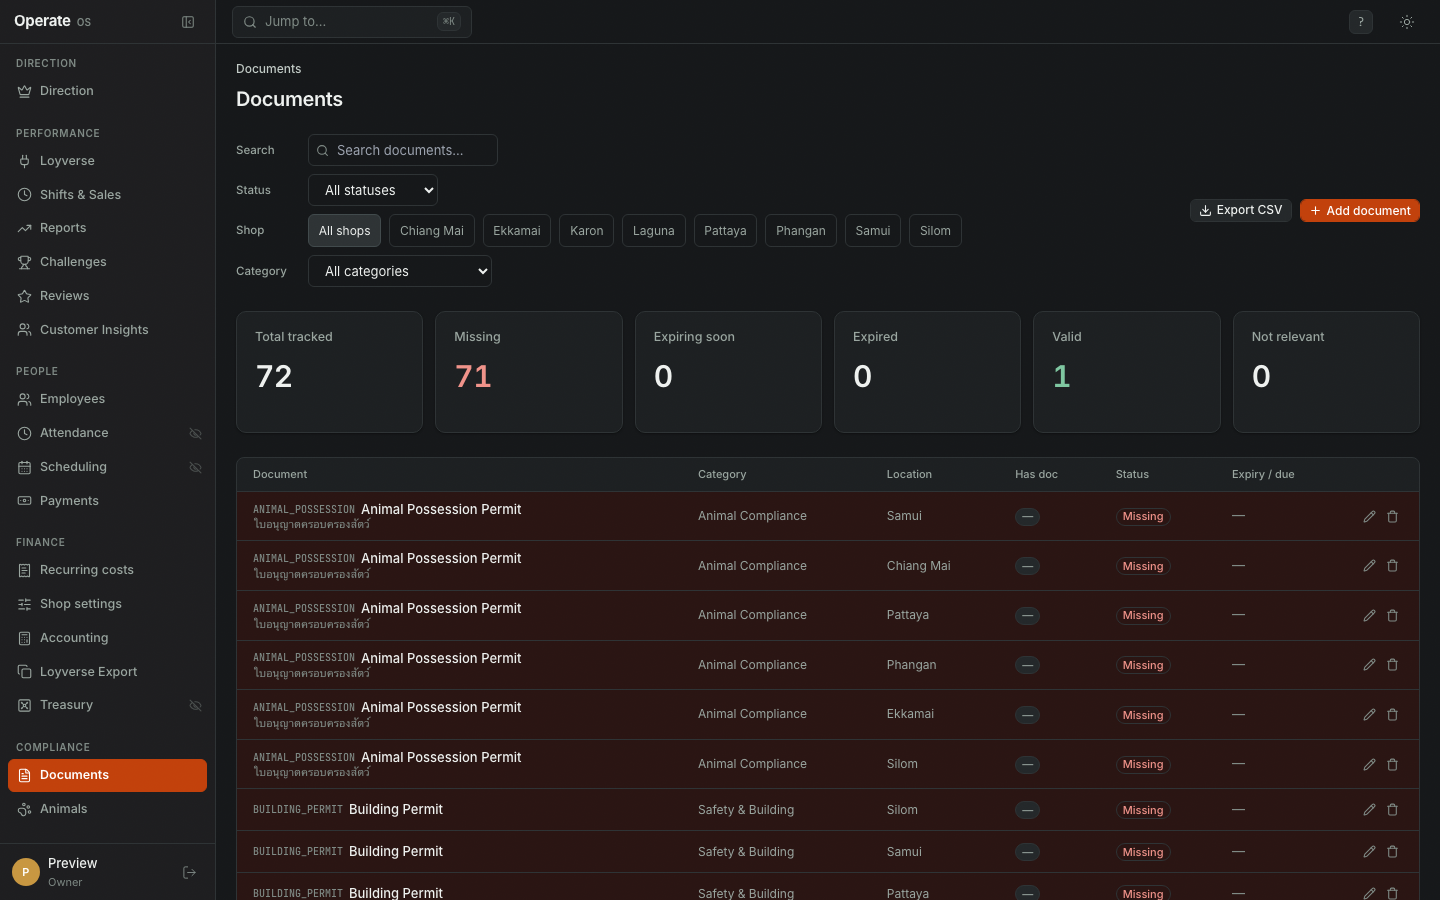 Operate OS
Jump to...
⌘K
?
DIRECTION
Direction
PERFORMANCE
Loyverse
Shifts & Sales
Reports
Challenges
Reviews
Customer Insights
PEOPLE
Employees
Attendance
Scheduling
Payments
FINANCE
Recurring costs
Shop settings
Accounting
Loyverse Export
Treasury
COMPLIANCE
Documents
Animals
P
Preview
Owner
Documents
Documents
Search
Search documents...
Status
All statuses
Shop
All shops Chiang Mai Ekkamai Karon Laguna Pattaya Phangan Samui Silom
Category
All categories
Export CSV
+ Add document
Total tracked
72
Missing
71
Expiring soon
0
Expired
0
Valid
1
Not relevant
0
Document Category Location Has doc Status Expiry / due
ANIMAL_POSSESSION Animal Possession Permit Animal Compliance Samui — Missing —
ใบอนุญาตครอบครองสัตว์
ANIMAL_POSSESSION Animal Possession Permit Animal Compliance Chiang Mai — Missing —
ใบอนุญาตครอบครองสัตว์
ANIMAL_POSSESSION Animal Possession Permit Animal Compliance Pattaya — Missing —
ใบอนุญาตครอบครองสัตว์
ANIMAL_POSSESSION Animal Possession Permit Animal Compliance Phangan — Missing —
ใบอนุญาตครอบครองสัตว์
ANIMAL_POSSESSION Animal Possession Permit Animal Compliance Ekkamai — Missing —
ใบอนุญาตครอบครองสัตว์
ANIMAL_POSSESSION Animal Possession Permit Animal Compliance Silom — Missing —
ใบอนุญาตครอบครองสัตว์
BUILDING_PERMIT Building Permit Safety & Building Silom — Missing —
BUILDING_PERMIT Building Permit Safety & Building Samui — Missing —
BUILDING_PERMIT Building Permit Safety & Building Pattaya — Missing —